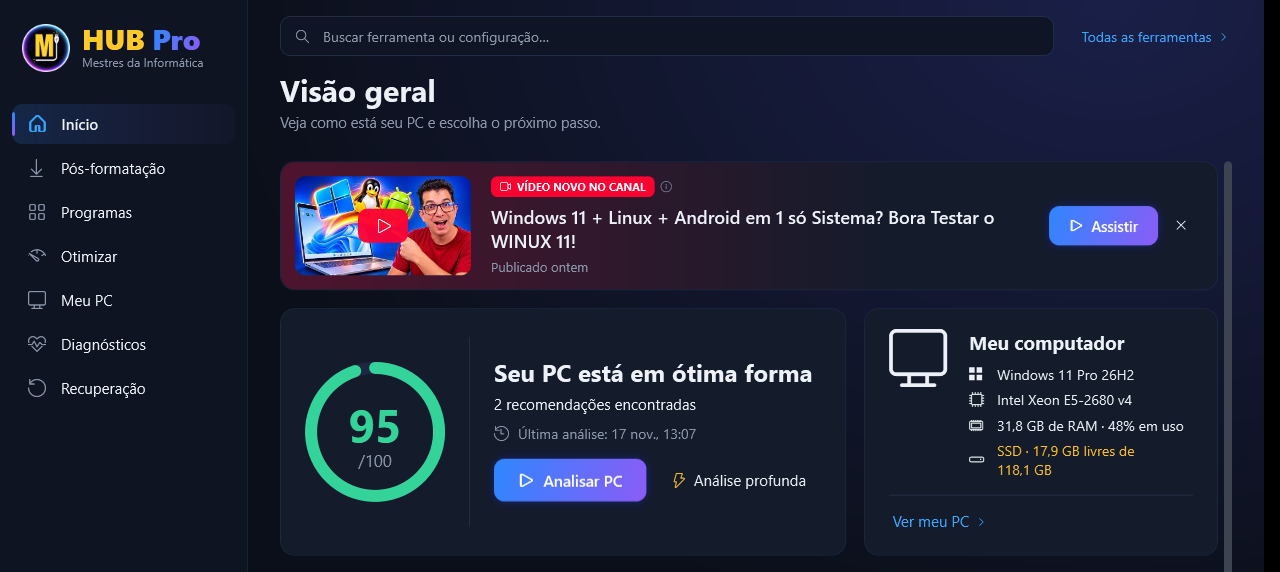 M
HUB Pro
Mestres da Informática
Início
Pós-formatação
Programas
Otimizar
Meu PC
Diagnósticos
Recuperação
Buscar ferramenta ou configuração...
Todas as ferramentas
Visão geral
Veja como está seu PC e escolha o próximo passo.
VÍDEO NOVO NO CANAL
Windows 11 + Linux + Android em 1 só Sistema? Bora Testar o
WINUX 11!
Publicado ontem
Assistir
95
/100
Seu PC está em ótima forma
2 recomendações encontradas
Última análise: 17 nov., 13:07
Analisar PC
Análise profunda
Meu computador
Windows 11 Pro 26H2
Intel Xeon E5-2680 v4
31,8 GB de RAM · 48% em uso
SSD · 17,9 GB livres de
118,1 GB
Ver meu PC